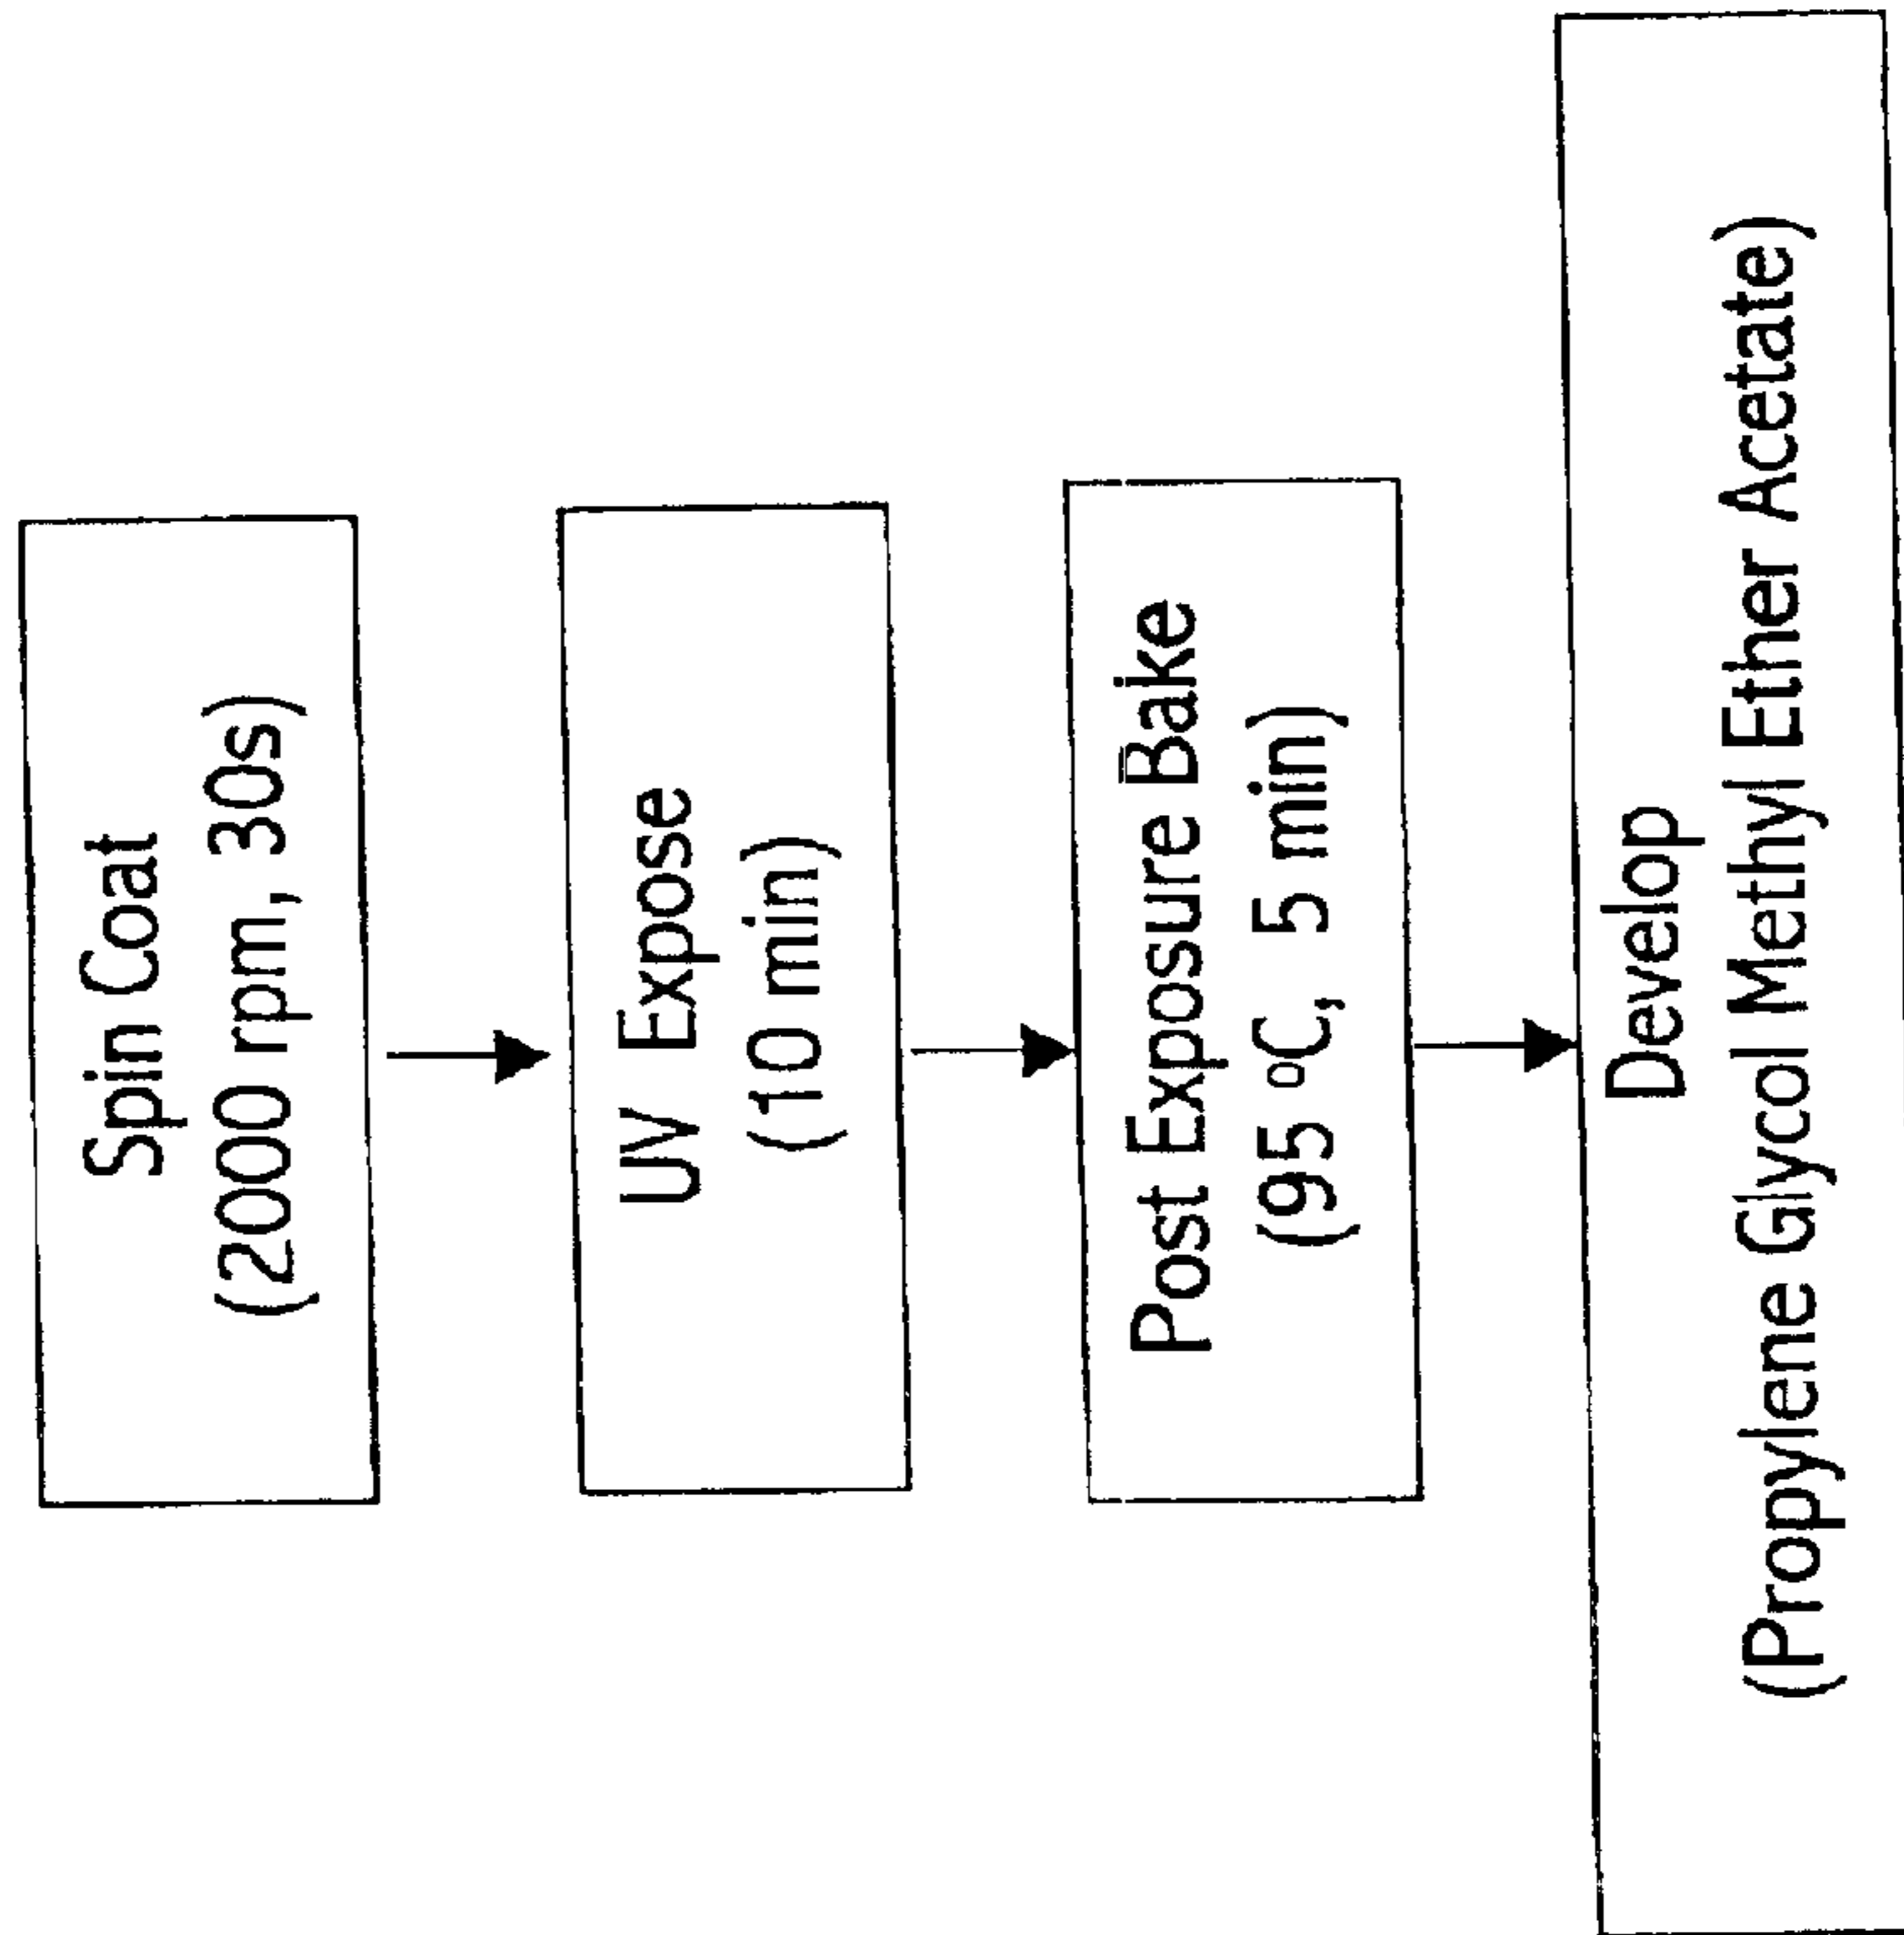 Spin Coat
(2000 rpm, 30s)
UV Expose
(10 min)
Post Exposure Bake
(95 ºC, 5 min)
Develop
(Propylene Glycol Methyl Ether Acetate)